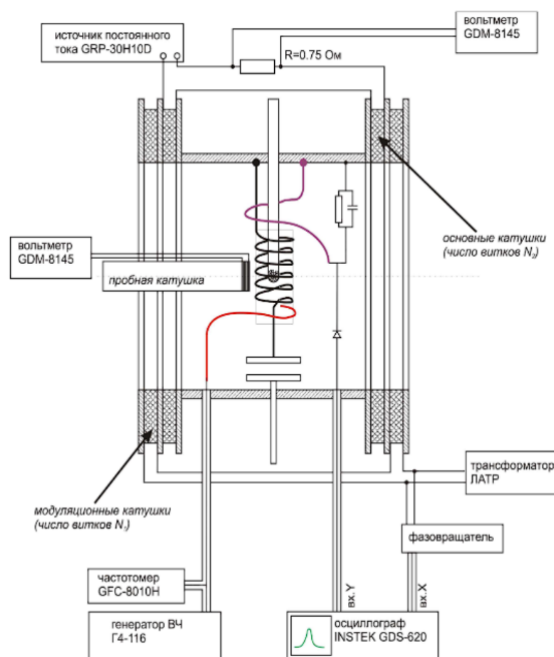 источник постоянного
тока GRP-30H10D
R=0.75 Ом
вольтметр
GDM-8145
вольтметр
GDM-8145
пробная катушка
основные катушки
(число витков N₀)
модуляционные катушки
(число витков N₁)
трансформатор
ЛАТР
фазовращатель
частотомер
GFC-8010H
генератор ВЧ
Г4-116
вх.Y
вх.X
осциллограф
INSTEK GDS-620